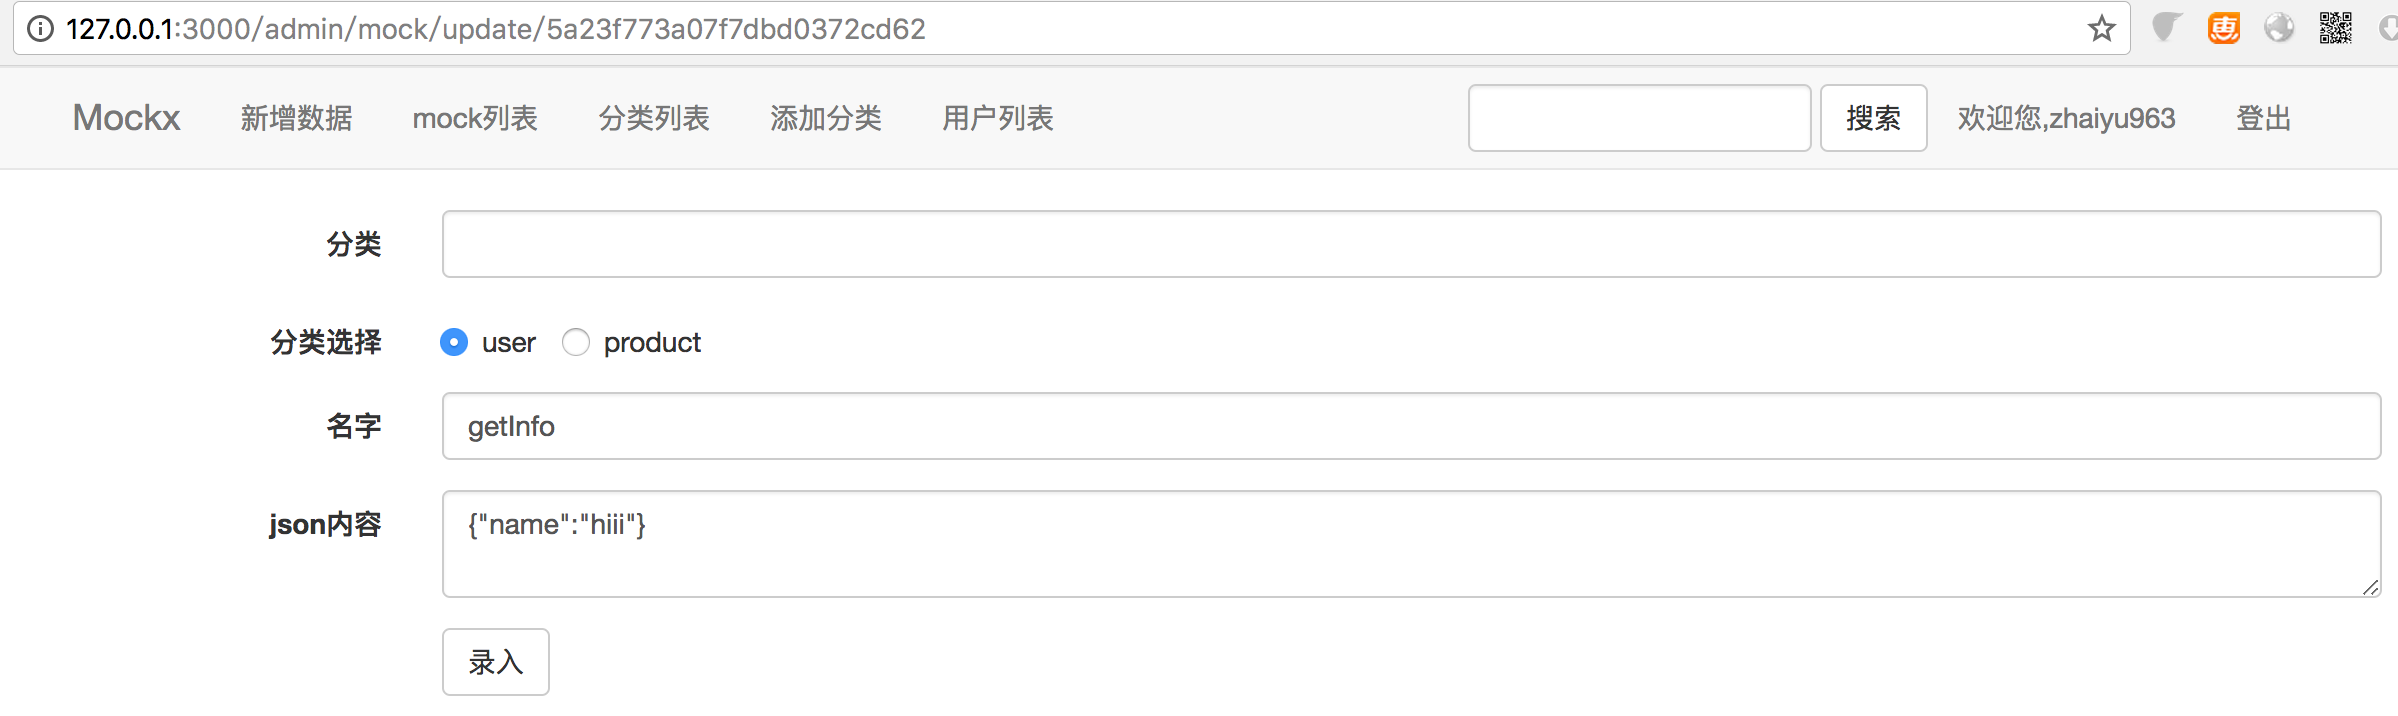 127.0.0.1:3000/admin/mock/update/5a23f773a07f7dbd0372cd62
惠
Mockx 新增数据 mock列表 分类列表 添加分类 用户列表 搜索 欢迎您,zhaiyu963 登出
分类
分类选择 user product
名字 getInfo
json内容 {"name":"hiii"}
录入